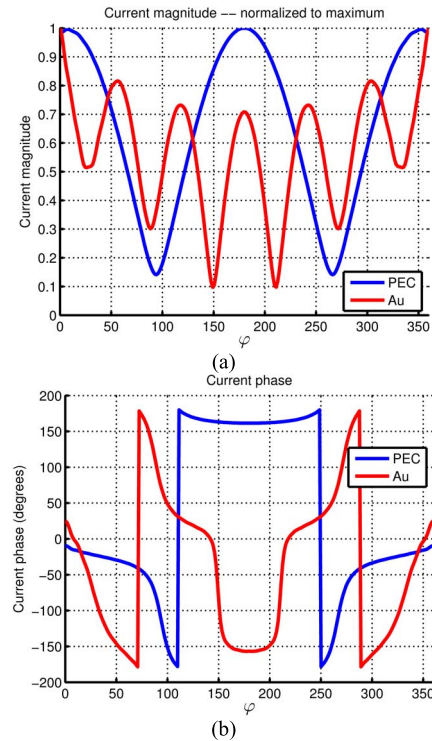 Current magnitude −− normalized to maximum
Current magnitude
1
0.9
0.8
0.7
0.6
0.5
0.4
0.3
0.2
0.1
0
0 50 100 150 200 250 300 350
φ
PEC
Au
(a)
Current phase
Current phase (degrees)
200
150
100
50
0
−50
−100
−150
−200
0 50 100 150 200 250 300 350
φ
PEC
Au
(b)